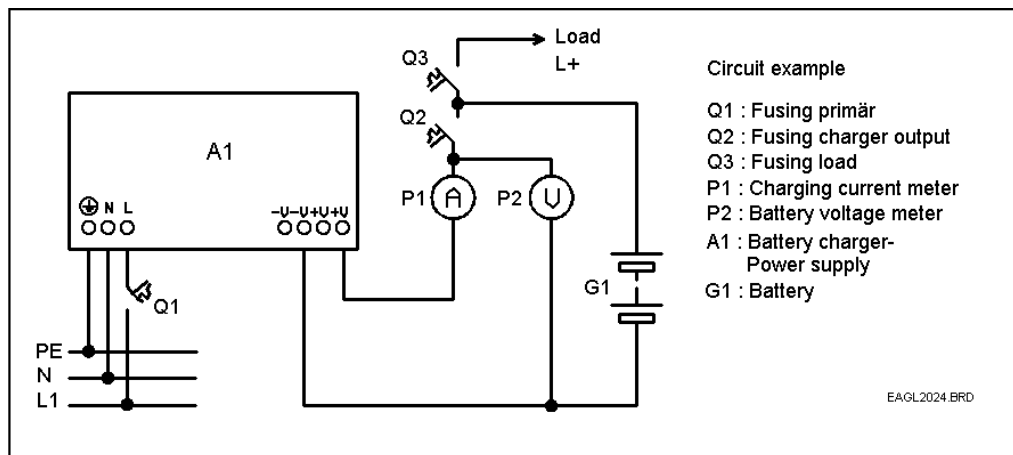 Load
L+
Q3
Q2
A1
N L
-V-V+V+V
P1
A
P2
V
Q1
G1
PE
N
L1
Circuit example
Q1 : Fusing primär
Q2 : Fusing charger output
Q3 : Fusing load
P1 : Charging current meter
P2 : Battery voltage meter
A1 : Battery charger-
Power supply
G1 : Battery
EAGL2024.BRD